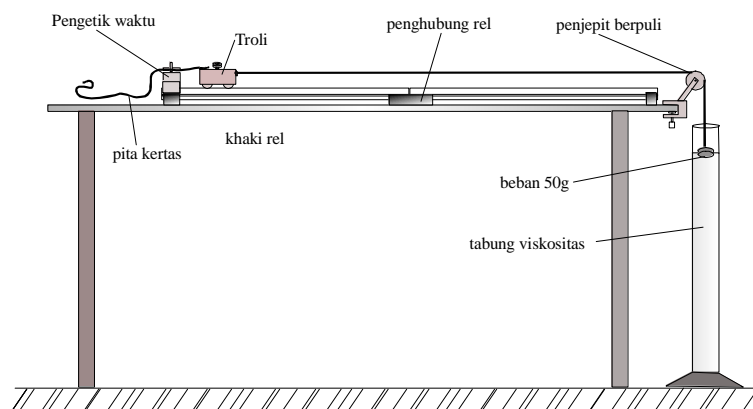 Pengetik waktu
Troli
penghubung rel
penjepit berpuli
pita kertas
khaki rel
beban 50g
tabung viskositas